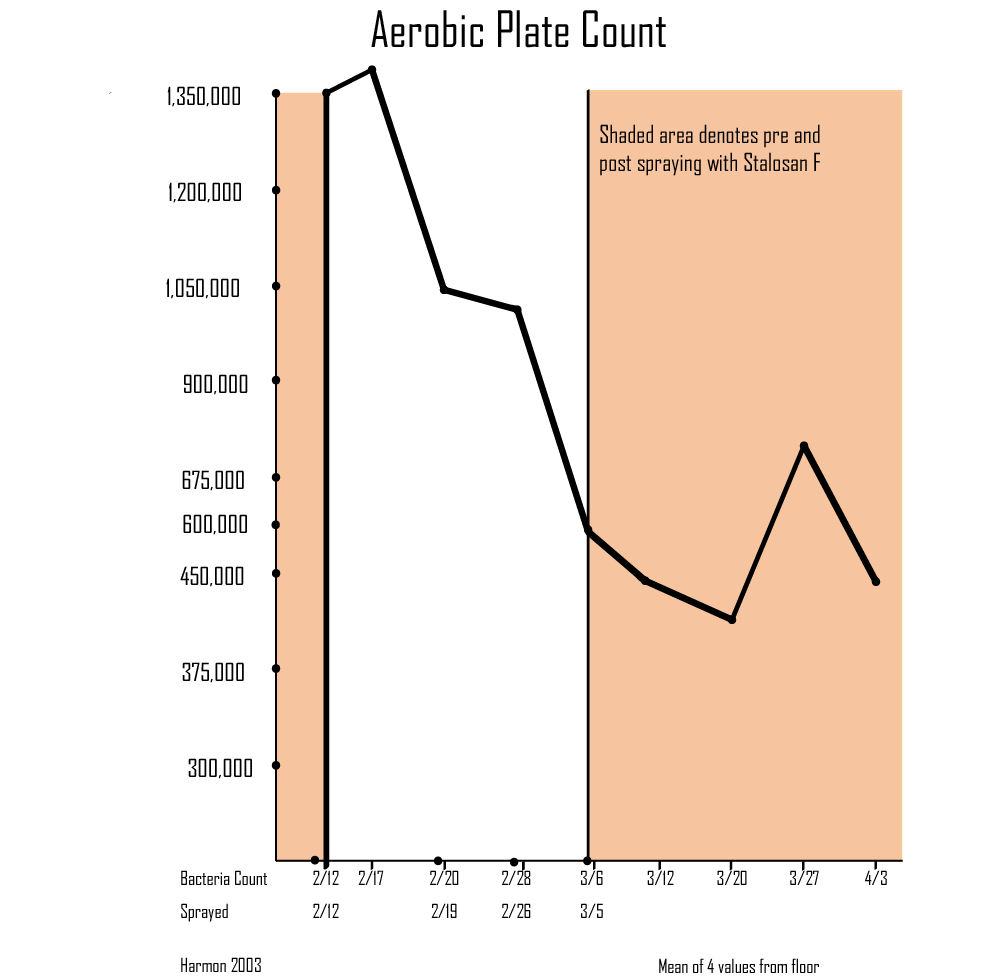 Aerobic Plate Count
1,350,000
Shaded area denotes pre and
post spraying with Stalosan F
1,200,000
1,050,000
900,000
675,000
600,000
450,000
375,000
300,000
Bacteria Count 2/12 2/17 2/20 2/28 3/6 3/12 3/20 3/27 4/3
Sprayed 2/12 2/19 2/26 3/5
Harmon 2003 Mean of 4 values from floor